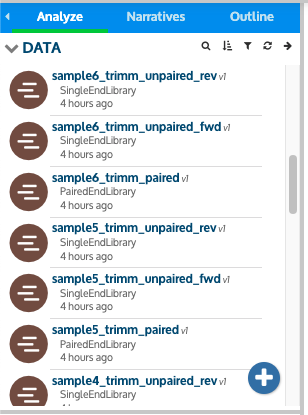 Analyze Narratives Outline
DATA
sample6_trimm_unpaired_rev v1
SingleEndLibrary
4 hours ago
sample6_trimm_unpaired_fwd v1
SingleEndLibrary
4 hours ago
sample6_trimm_paired v1
PairedEndLibrary
4 hours ago
sample5_trimm_unpaired_rev v1
SingleEndLibrary
4 hours ago
sample5_trimm_unpaired_fwd v1
SingleEndLibrary
4 hours ago
sample5_trimm_paired v1
PairedEndLibrary
4 hours ago
sample4_trimm_unpaired_rev v1
SingleEndLibrary